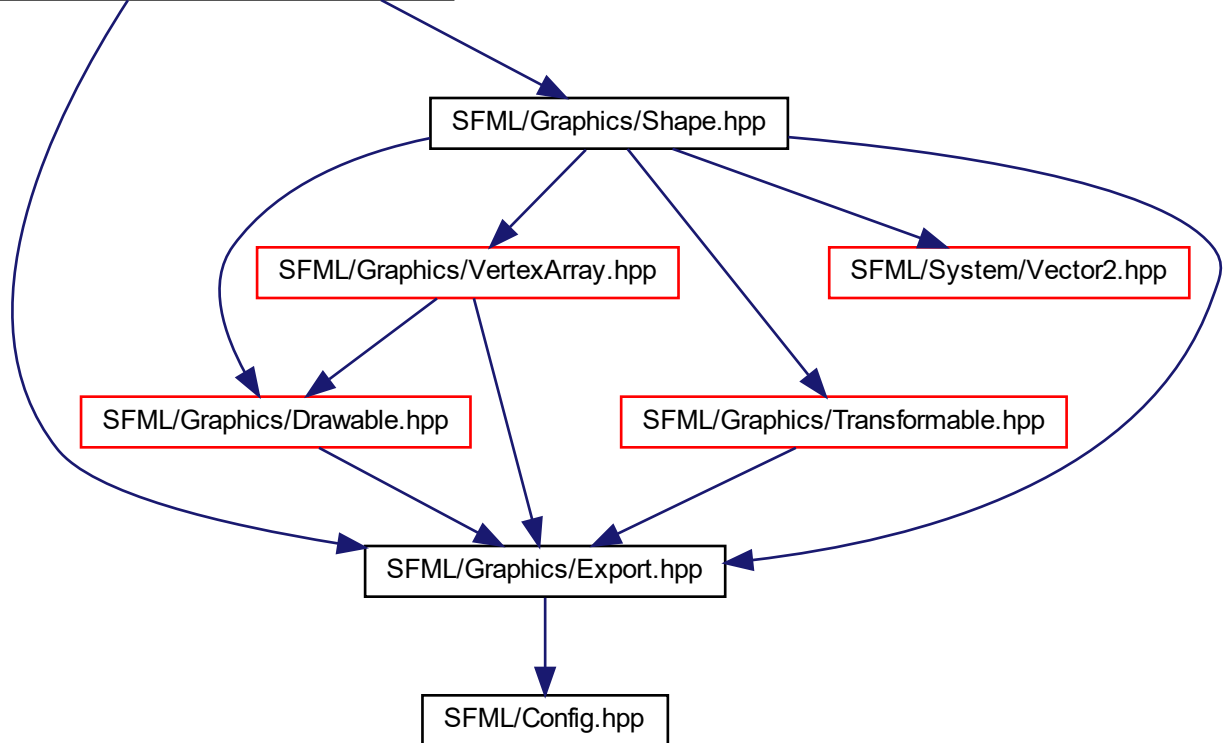 SFML/Graphics/Shape.hpp
SFML/Graphics/VertexArray.hpp
SFML/System/Vector2.hpp
SFML/Graphics/Drawable.hpp
SFML/Graphics/Transformable.hpp
SFML/Graphics/Export.hpp
SFML/Config.hpp